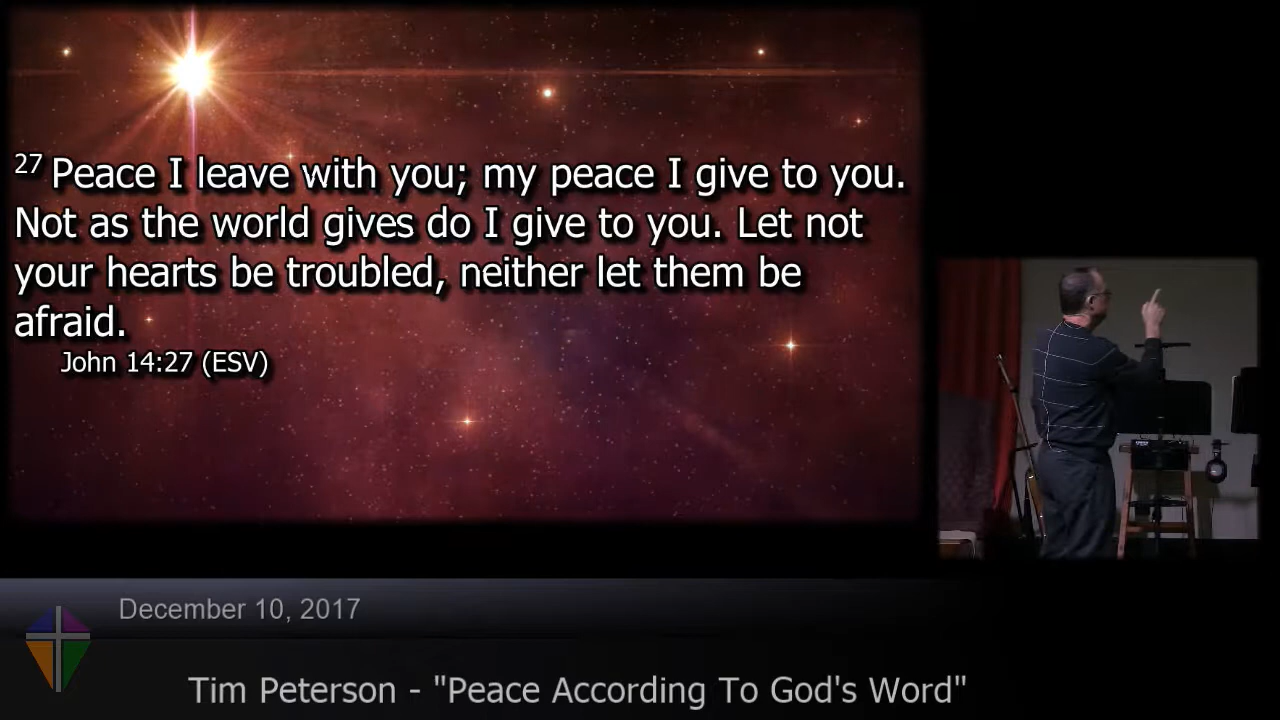 27 Peace I leave with you; my peace I give to you.
Not as the world gives do I give to you. Let not
your hearts be troubled, neither let them be
afraid.
John 14:27 (ESV)
December 10, 2017
Tim Peterson - "Peace According To God's Word"